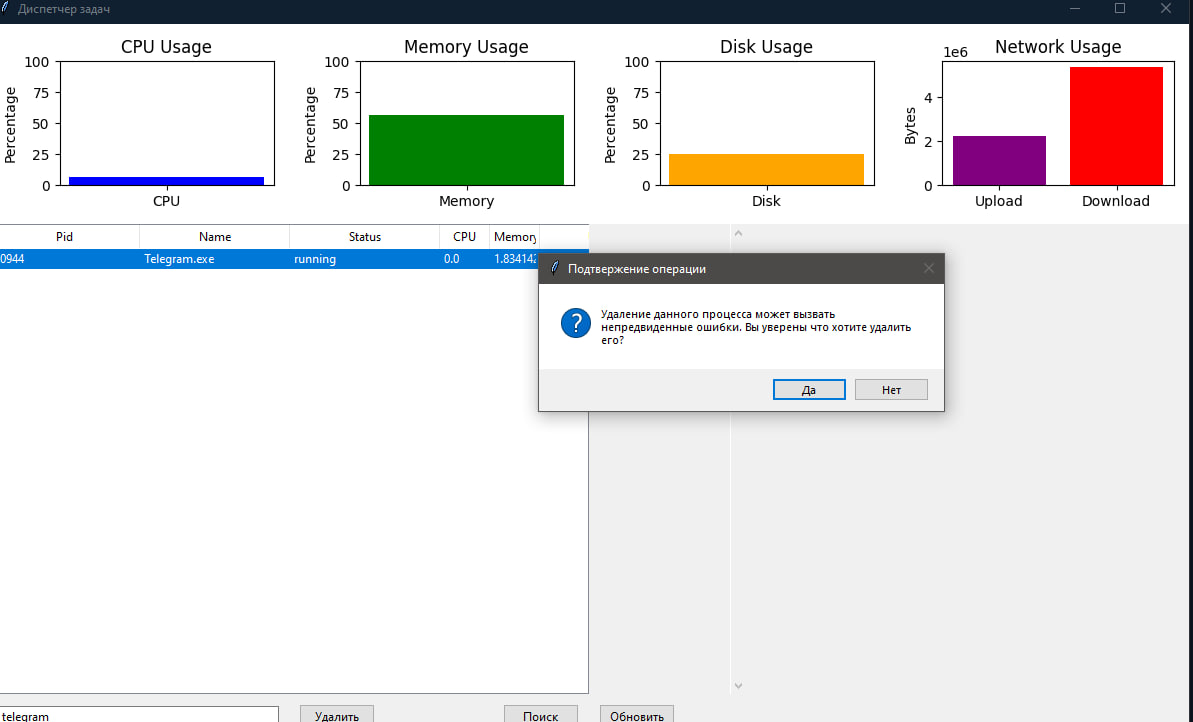 Диспетчер задач
CPU Usage
Memory Usage
Disk Usage
Network Usage
1e6
100
75
50
25
0
Percentage
CPU
100
75
50
25
0
Percentage
Memory
100
75
50
25
0
Percentage
Disk
4
2
0
Bytes
Upload
Download
Pid Name Status CPU Memory
0944 Telegram.exe running 0.0 1.834142
Подтвержение операции
Удаление данного процесса может вызвать
непредвиденные ошибки. Вы уверены что хотите удалить
его?
Да
Нет
telegram
Удалить
Поиск
Обновить